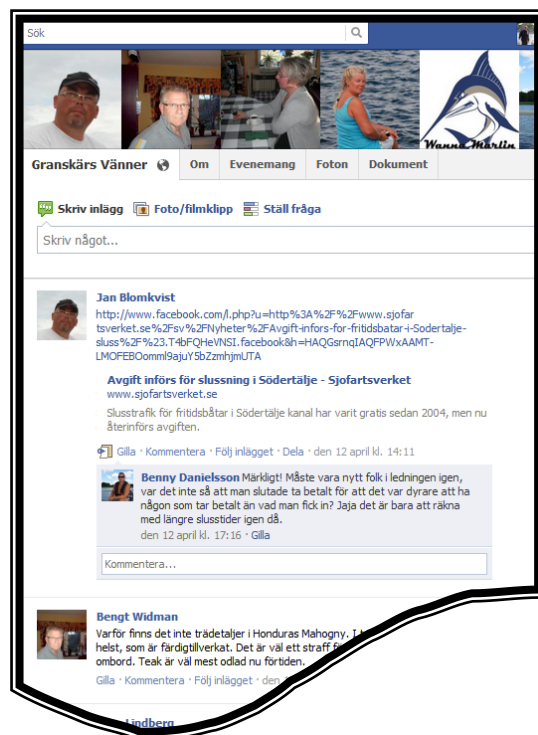 Sök
Wanna Marlin
Granskärs Vänner Om Evenemang Foton Dokument
Skriv inlägg Foto/filmklipp Ställ fråga
Skriv något...
Jan Blomkvist
http://www.facebook.com/l.php?u=http%3A%2F%2Fwww.sjofar
tsverket.se%2Fsv%2FNyheter%2FAvgift-infors-for-fritidsbatar-i-Sodertalje-
sluss%2F%23.T4bFQHeVNSI.facebook&h=HAQGsrnqIAQFPWxAAMT-
LMOFEBOomml9ajuY5bZzmhjmUTA
Avgift införs för slussning i Södertälje - Sjofartsverket
www.sjofartsverket.se
Slusstrafik för fritidsbåtar i Södertälje kanal har varit gratis sedan 2004, men nu
återinförs avgiften.
Gilla · Kommentera · Följ inlägget · Dela · den 12 april kl. 14:11
Benny Danielsson Märkligt! Måste vara nytt folk i ledningen igen,
var det inte så att man slutade ta betalt för att det var dyrare att ha
någon som tar betalt än vad man fick in? Jaja det är bara att räkna
med längre slusstider igen då.
den 12 april kl. 17:16 · Gilla
Kommentera...
Bengt Widman
Varför finns det inte trädetaljer i Honduras Mahogny.
helst, som är färdigtillverkat. Det är väl ett straff
ombord. Teak är väl mest odlad nu förtiden.
Gilla · Kommentera · Följ inlägget · den
Lindberg